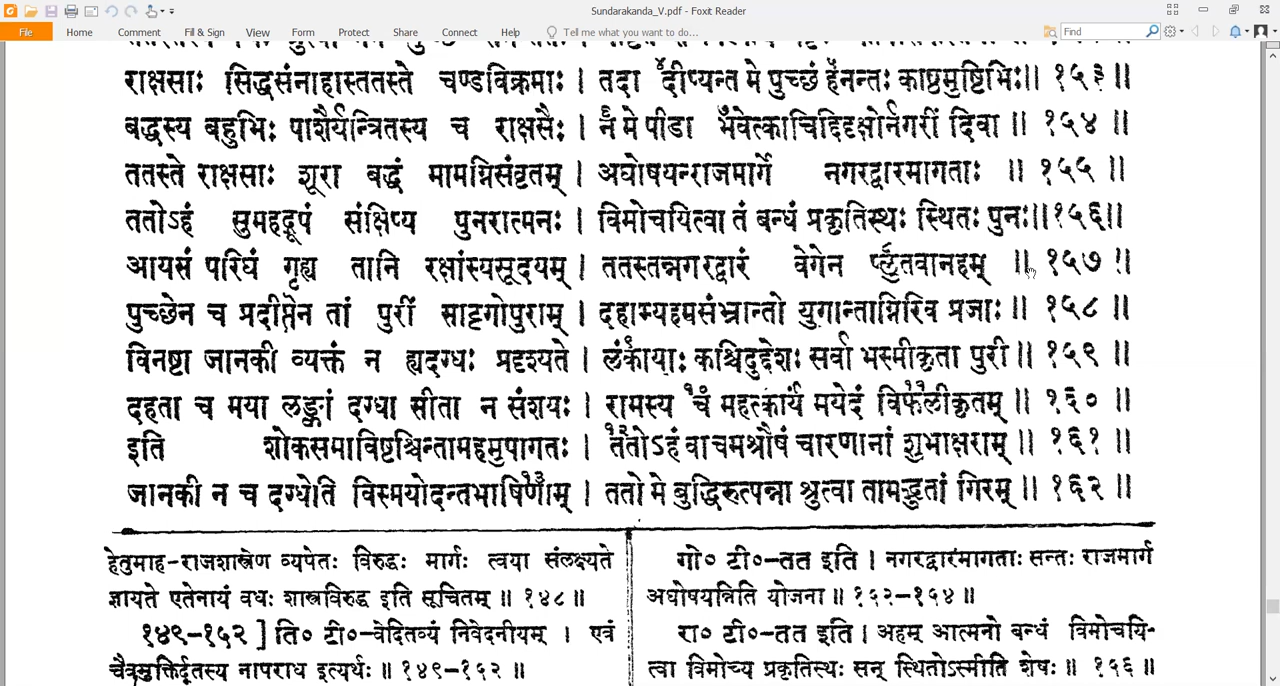 Sundarakanda_V.pdf - Foxit Reader
File Home Comment Fill & Sign View Form Protect Share Connect Help Tell me what you want to do... Find
राक्षसाः सिद्धसंनाहास्ततस्ते चण्डविक्रमाः । तदा दीप्यन्त मे पुच्छं हनन्तः काष्ठमुष्टिभिः॥ १५३ ॥
बद्धस्य बहुभिः पाशैर्यन्त्रितस्य च राक्षसैः । न मे पीडा भवेत्काचिद्दिदृक्षोर्नगरीं दिवा ॥ १५४ ॥
ततस्ते राक्षसाः शूरा बद्धं मामग्निसंवृतम् । अघोषयन्राजमार्गे नगरद्वारमागताः ॥ १५५ ॥
ततोऽहं सुमहद्रूपं संक्षिप्य पुनरात्मनः । विमोचयित्वा तं बन्धं प्रकृतिस्थः स्थितः पुनः॥ १५६॥
आयसं परिघं गृह्य तानि रक्षांस्यसूदयम् । ततस्तन्नगरद्वारं वेगेन प्लुतवानहम् ॥ १५७ ॥
पुच्छेन च प्रदीप्तेन तां पुरीं साट्टगोपुराम् । दहाम्यहमसंभ्रान्तो युगान्ताग्निरिव प्रजाः॥ १५८ ॥
विनष्टा जानकी व्यक्तं न ह्यदग्धः प्रदृश्यते । लंकायाः कश्चिदुद्देशः सर्वा भस्मीकृता पुरी ॥ १५९ ॥
दहता च मया लङ्कां दग्धा सीता न संशयः । रामस्य च महत्कार्यं मयेदं विफलीकृतम् ॥ १६० ॥
इति शोकसमाविष्टश्चिन्तामहमुपागतः । ततोऽहं वाचमश्रौषं चारणानां शुभाक्षराम् ॥ १६१ ॥
जानकी न च दग्धेति विस्मयोदन्तभाषिणाम् । ततो मे बुद्धिरुत्पन्ना श्रुत्वा तामद्भुतां गिरम् ॥ १६२ ॥
हेतुमाह-राजशास्त्रेण व्यपेतः विरुद्धः मार्गः त्वया संलक्ष्यते
ज्ञायते एतेनायं वधः शास्त्रविरुद्ध इति सूचितम् ॥ १४८॥
१४९-१५२ ] ति० टी०-वेदितव्यं निवेदनीयम् । एवं
चैवमुक्तिर्दूतस्य नापराध इत्यर्थः ॥ १४९-१५२ ॥
गो० टी०-तत इति । नगरद्वारमागताः सन्तः राजमार्गे
अघोषयन्निति योजना ॥ १५२-१५४ ॥
रा० टी०-तत इति । अहम् आत्मनो बन्धं विमोचयि-
त्वा विमोच्य प्रकृतिस्थः सन् स्थितोऽस्मीति शेषः ॥ १५६ ॥